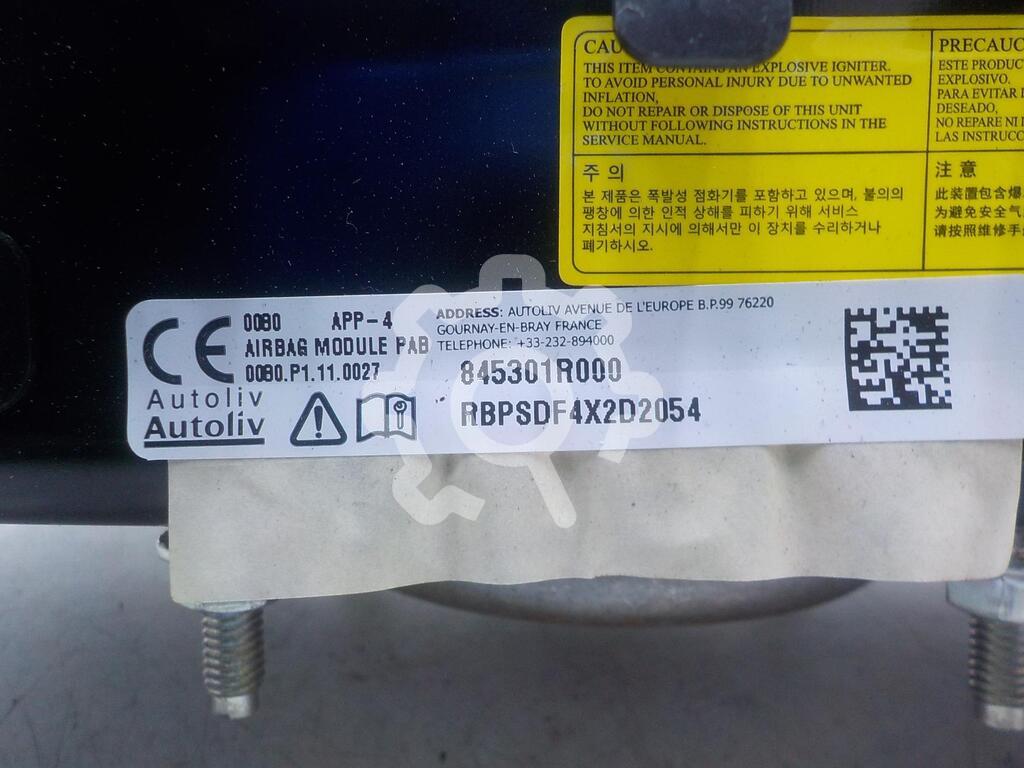 THIS ITEM CONTAINS AN EXPLOSIVE IGNITER.
TO AVOID PERSONAL INJURY DUE TO UNWANTED
INFLATION,
DO NOT REPAIR OR DISPOSE OF THIS UNIT
WITHOUT FOLLOWING INSTRUCTIONS IN THE
SERVICE MANUAL.
ESTE
EXPLOSIVO.
PARA EVITAR
DESEADO,
NO REPARE NI
LAS
주 의
본 제품은 폭발성 점화기를 포함하고 있으며, 불의의
팽창에 의한 인적 상해를 피하기 위해 서비스
지침서의 지시에 의해서만 이 장치를 수리하거나
폐기하시오.
注 意
此装置包含爆
为避免安全气
请按照维修手
CE 0080 APP-4
AIRBAG MODULE PAB
0080.P1.11.0027
Autoliv
Autoliv
ADDRESS: AUTOLIV AVENUE DE L'EUROPE B.P.99 76220
GOURNAY-EN-BRAY FRANCE
TELEPHONE: +33-232-894000
845301R000
RBPSDF4X2D2054